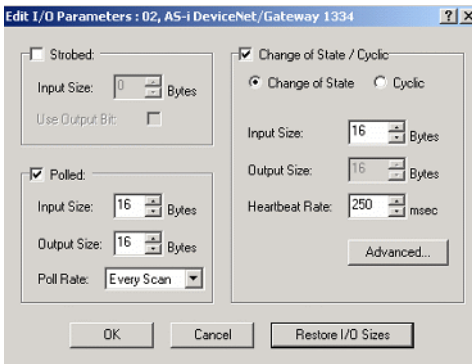 Edit I/O Parameters : 02, AS-i DeviceNet/Gateway 1334
Strobed:
Input Size: 0 Bytes
Use Output Bit:
Polled:
Input Size: 16 Bytes
Output Size: 16 Bytes
Poll Rate: Every Scan
Change of State / Cyclic
Change of State Cyclic
Input Size: 16 Bytes
Output Size: 16 Bytes
Heartbeat Rate: 250 msec
Advanced...
OK Cancel Restore I/O Sizes